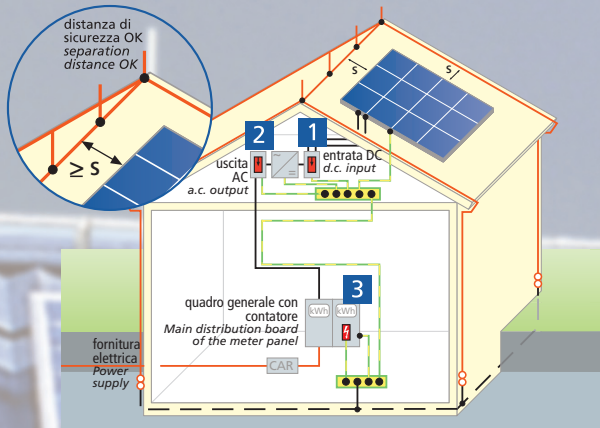 distanza di
sicurezza OK
separation
distance OK
≥ s
s
s
2
1
uscita
AC
a.c. output
entrata DC
d.c. input
3
quadro generale con
contatore
Main distribution board
of the meter panel
kWh
kWh
fornitura
elettrica
Power
supply
CAR